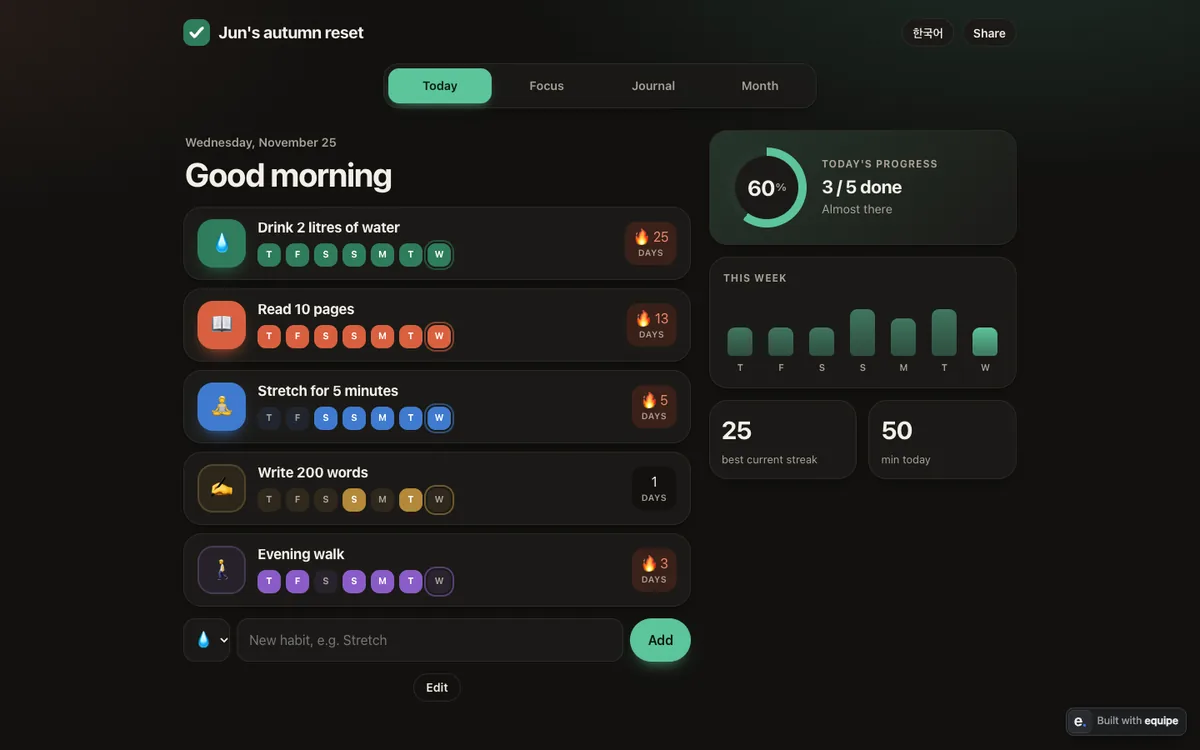 Jun's autumn reset
한국어
Share
Today
Focus
Journal
Month
Wednesday, November 25
Good morning
Drink 2 litres of water
T F S S M T W
25
DAYS
Read 10 pages
T F S S M T W
13
DAYS
Stretch for 5 minutes
T F S S M T W
5
DAYS
Write 200 words
T F S S M T W
1
DAYS
Evening walk
T F S S M T W
3
DAYS
New habit, e.g. Stretch
Add
Edit
60%
TODAY'S PROGRESS
3 / 5 done
Almost there
THIS WEEK
T F S S M T W
25
best current streak
50
min today
e. Built with equipe